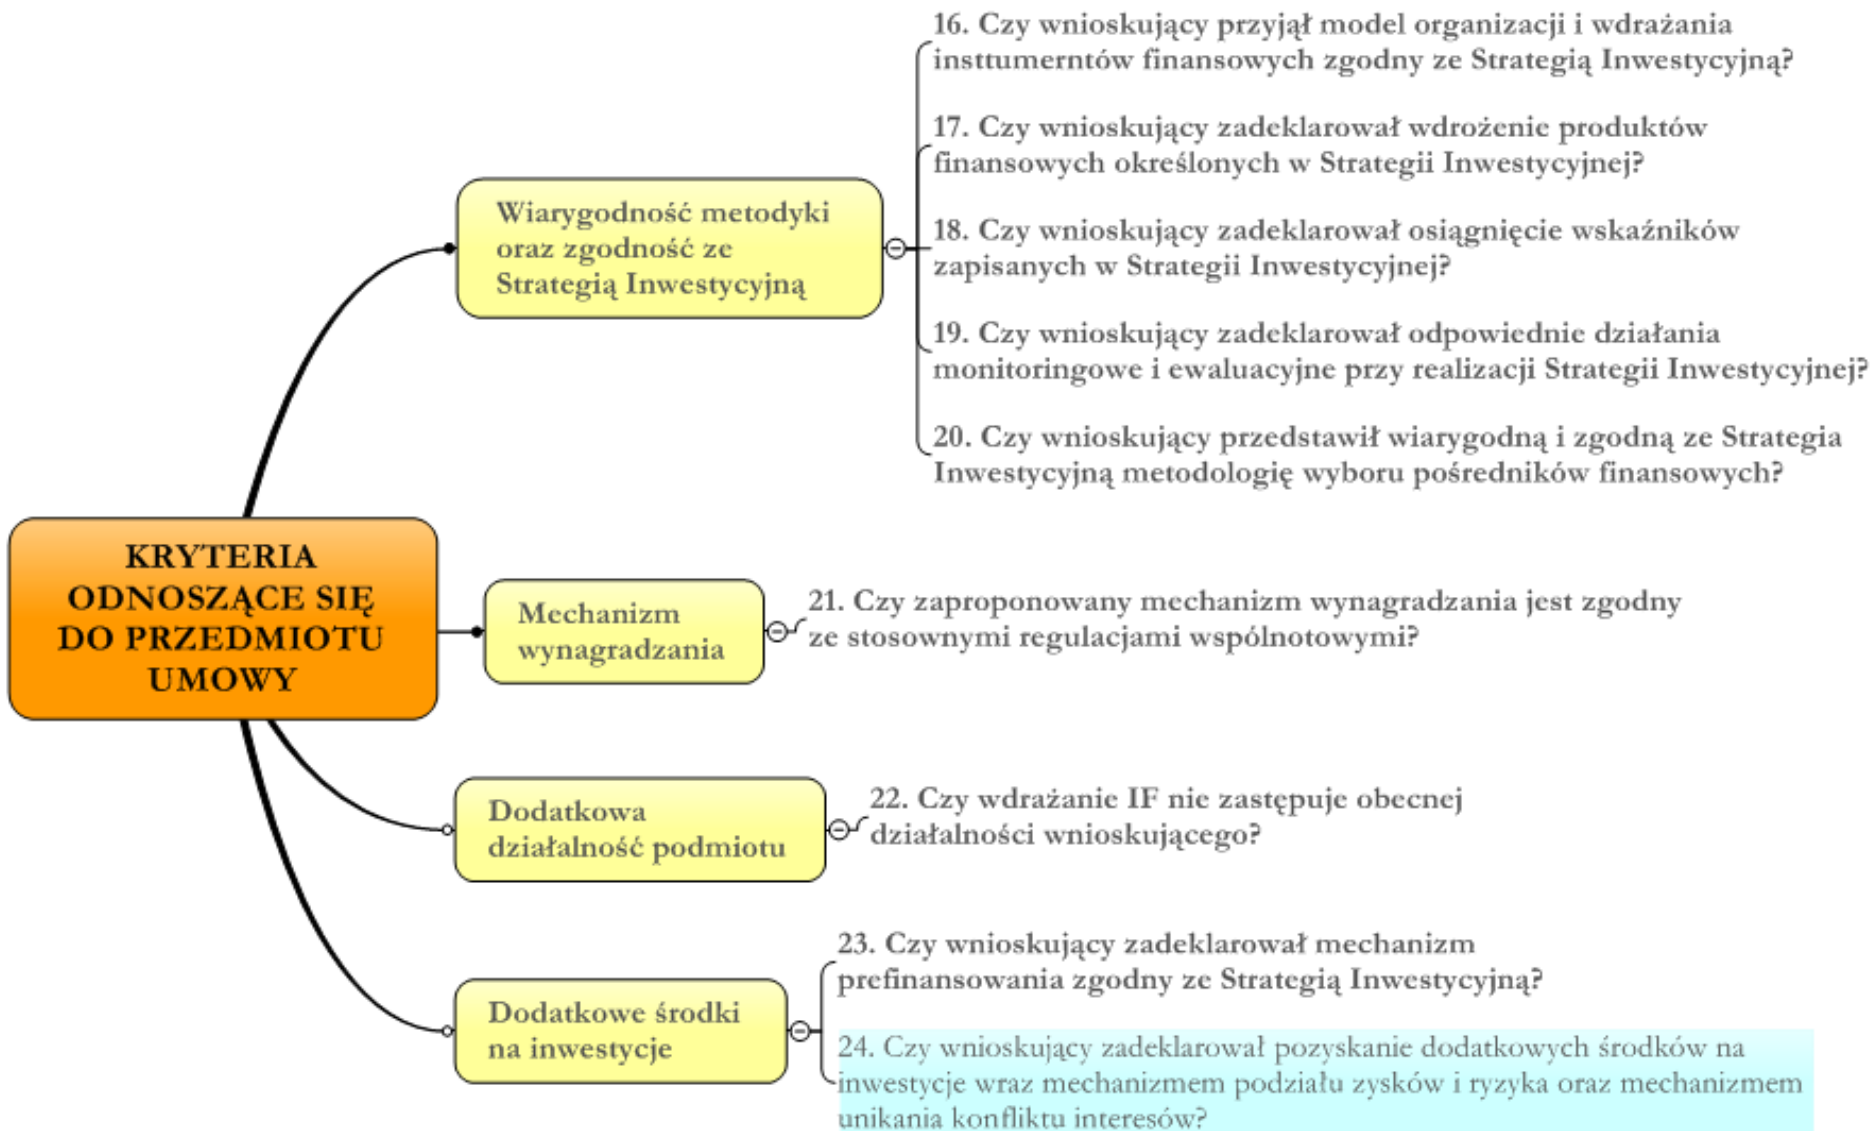 16. Czy wnioskujący przyjął model organizacji i wdrażania
insttumerntów finansowych zgodny ze Strategią Inwestycyjną?
17. Czy wnioskujący zadeklarował wdrożenie produktów
finansowych określonych w Strategii Inwestycyjnej?
Wiarygodność metodyki
oraz zgodność ze
Strategią Inwestycyjną
18. Czy wnioskujący zadeklarował osiągnięcie wskaźników
zapisanych w Strategii Inwestycyjnej?
19. Czy wnioskujący zadeklarował odpowiednie działania
monitoringowe i ewaluacyjne przy realizacji Strategii Inwestycyjnej?
20. Czy wnioskujący przedstawił wiarygodną i zgodną ze Strategia
Inwestycyjną metodologię wyboru pośredników finansowych?
KRYTERIA
ODNOSZĄCE SIĘ
DO PRZEDMIOTU
UMOWY
Mechanizm
wynagradzania
21. Czy zaproponowany mechanizm wynagradzania jest zgodny
ze stosownymi regulacjami wspólnotowymi?
Dodatkowa
działalność podmiotu
22. Czy wdrażanie IF nie zastępuje obecnej
działalności wnioskującego?
Dodatkowe środki
na inwestycje
23. Czy wnioskujący zadeklarował mechanizm
prefinansowania zgodny ze Strategią Inwestycyjną?
24. Czy wnioskujący zadeklarował pozyskanie dodatkowych środków na
inwestycje wraz mechanizmem podziału zysków i ryzyka oraz mechanizmem
unikania konfliktu interesów?